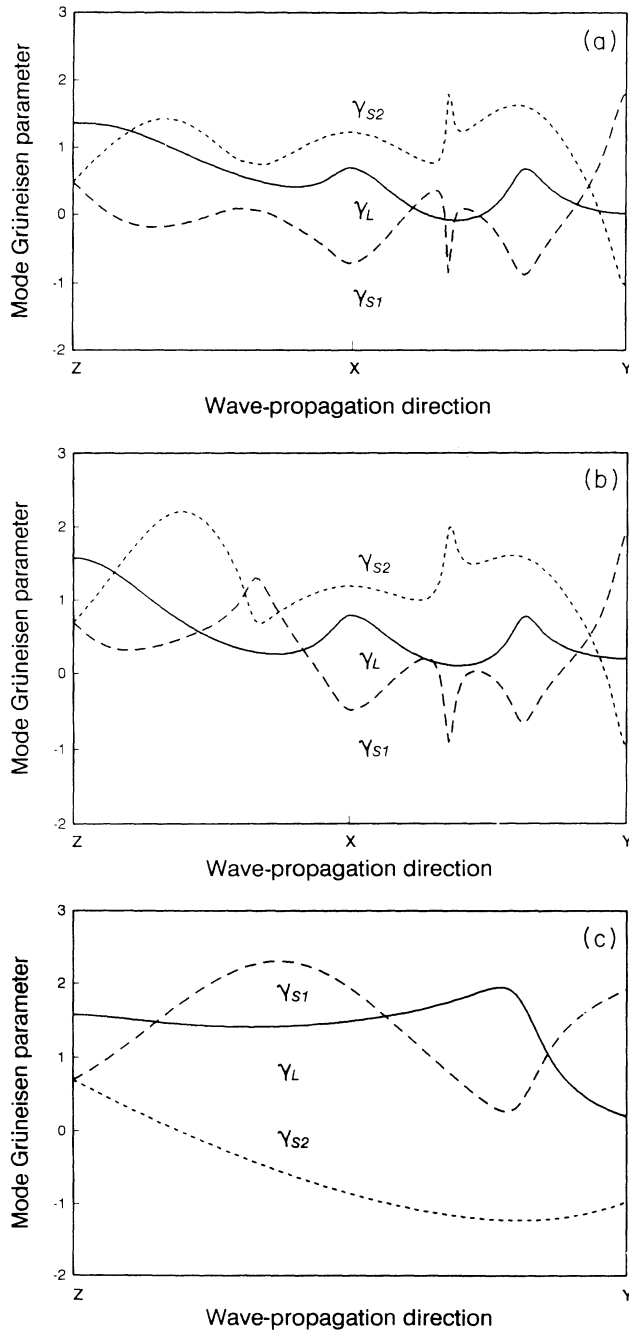 (a)
Mode Grüneisen parameter
3
2
1
0
-1
-2
γS2
γL
γS1
Z
X
Y
Wave-propagation direction
(b)
Mode Grüneisen parameter
3
2
1
0
-1
-2
γS2
γL
γS1
Z
X
Y
Wave-propagation direction
(c)
Mode Grüneisen parameter
3
2
1
0
-1
-2
γS1
γL
γS2
Z
Y
Wave-propagation direction